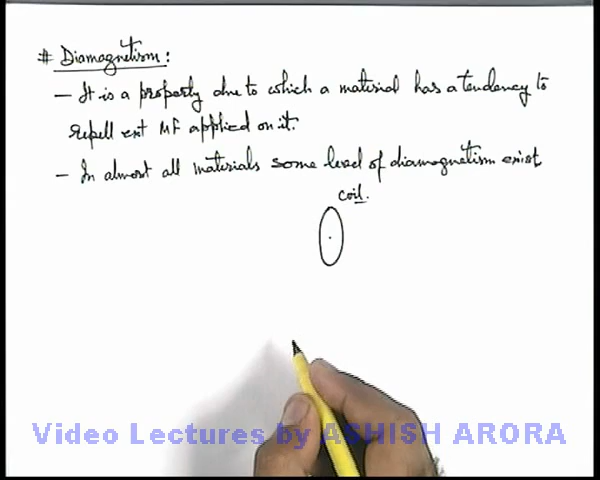 # Diamagnetism:
- It is a property due to which a material has a tendency to
repell ext MF applied on it.
- In almost all materials some level of diamagnetism exist
coil.
Video Lectures by ASHISH ARORA